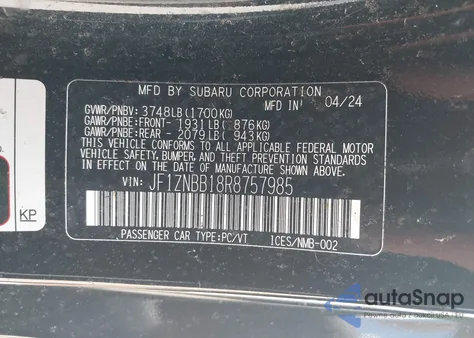 MFD BY SUBARU CORPORATION
MFD IN 04/24
GVWR/PNBV: 3748LB(1700KG)
GAWR/PNBE: FRONT- 1931LB( 876KG)
GAWR/PNBE: REAR - 2079LB( 943KG)
THIS VEHICLE CONFORMS TO ALL APPLICABLE FEDERAL MOTOR
VEHICLE SAFETY, BUMPER, AND THEFT PREVENTION
STANDARDS IN EFFECT ON THE DATE OF MANUFACTURE SHOWN ABOVE.
VIN: JF1ZNBB18R8757985
PASSENGER CAR TYPE:PC/VT ICES/NMB-002
KP
autoSnap